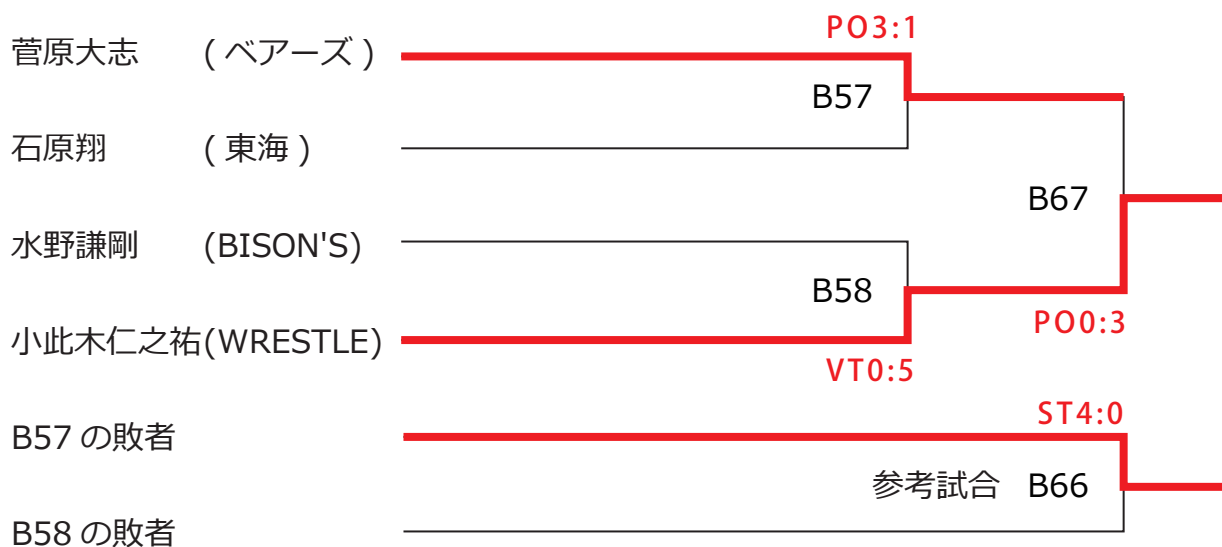 PO3:1
菅原大志 ( ベアーズ )
B57
石原翔 ( 東海 )
B67
水野謙剛 (BISON'S)
B58
PO0:3
小此木仁之祐(WRESTLE)
VT0:5
ST4:0
B57 の敗者
参考試合 B66
B58 の敗者